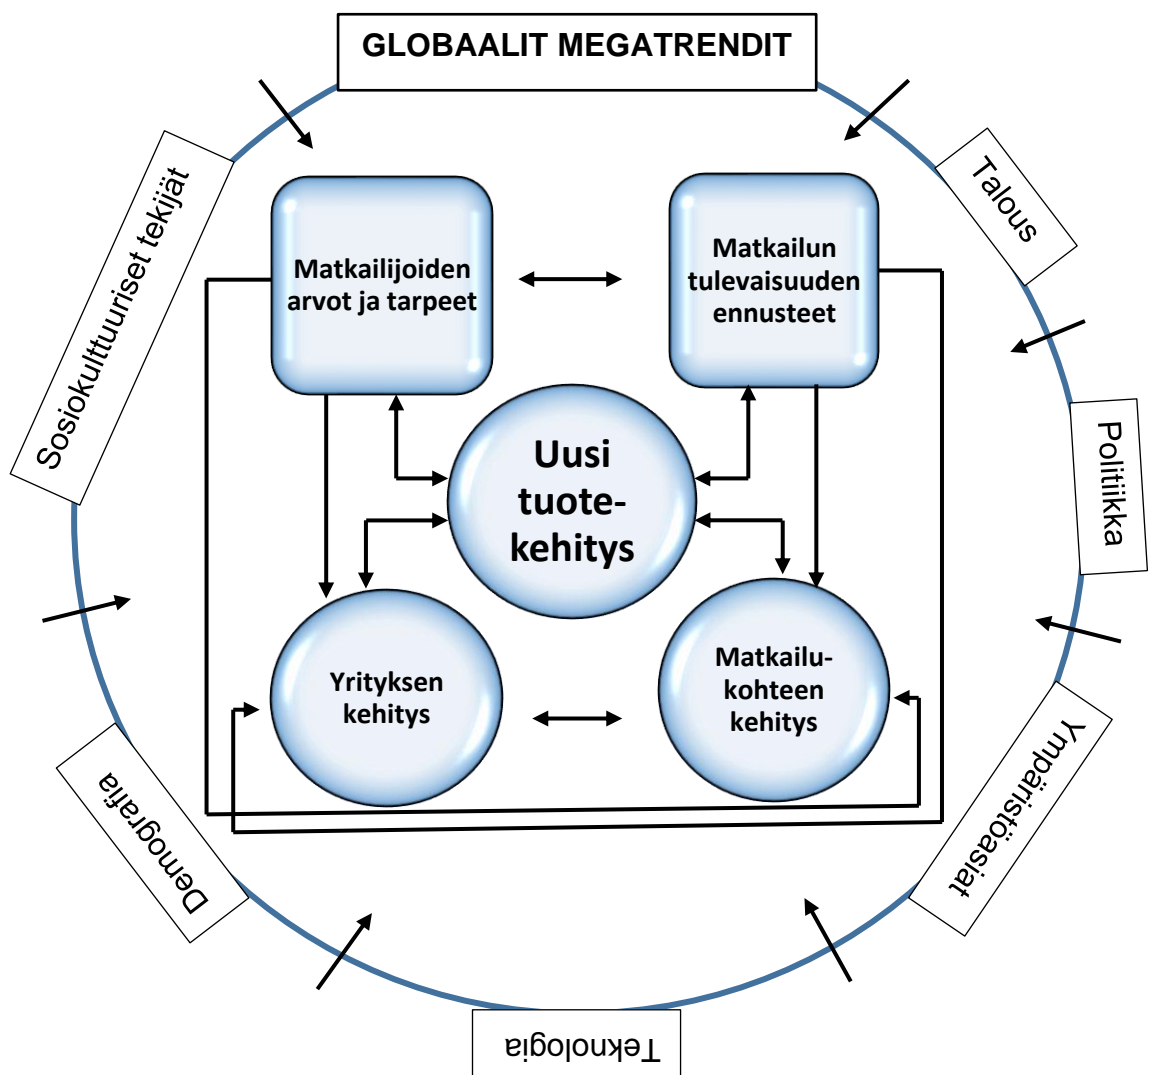 GLOBAALIT MEGATRENDIT
Sosiokulttuuriset tekijät
Talous
Matkailijoiden
arvot ja tarpeet
Matkailun
tulevaisuuden
ennusteet
Uusi
tuote-
kehitys
Politiikka
Yrityksen
kehitys
Matkailu-
kohteen
kehitys
Demografia
Ympäristöasiat
Teknologia